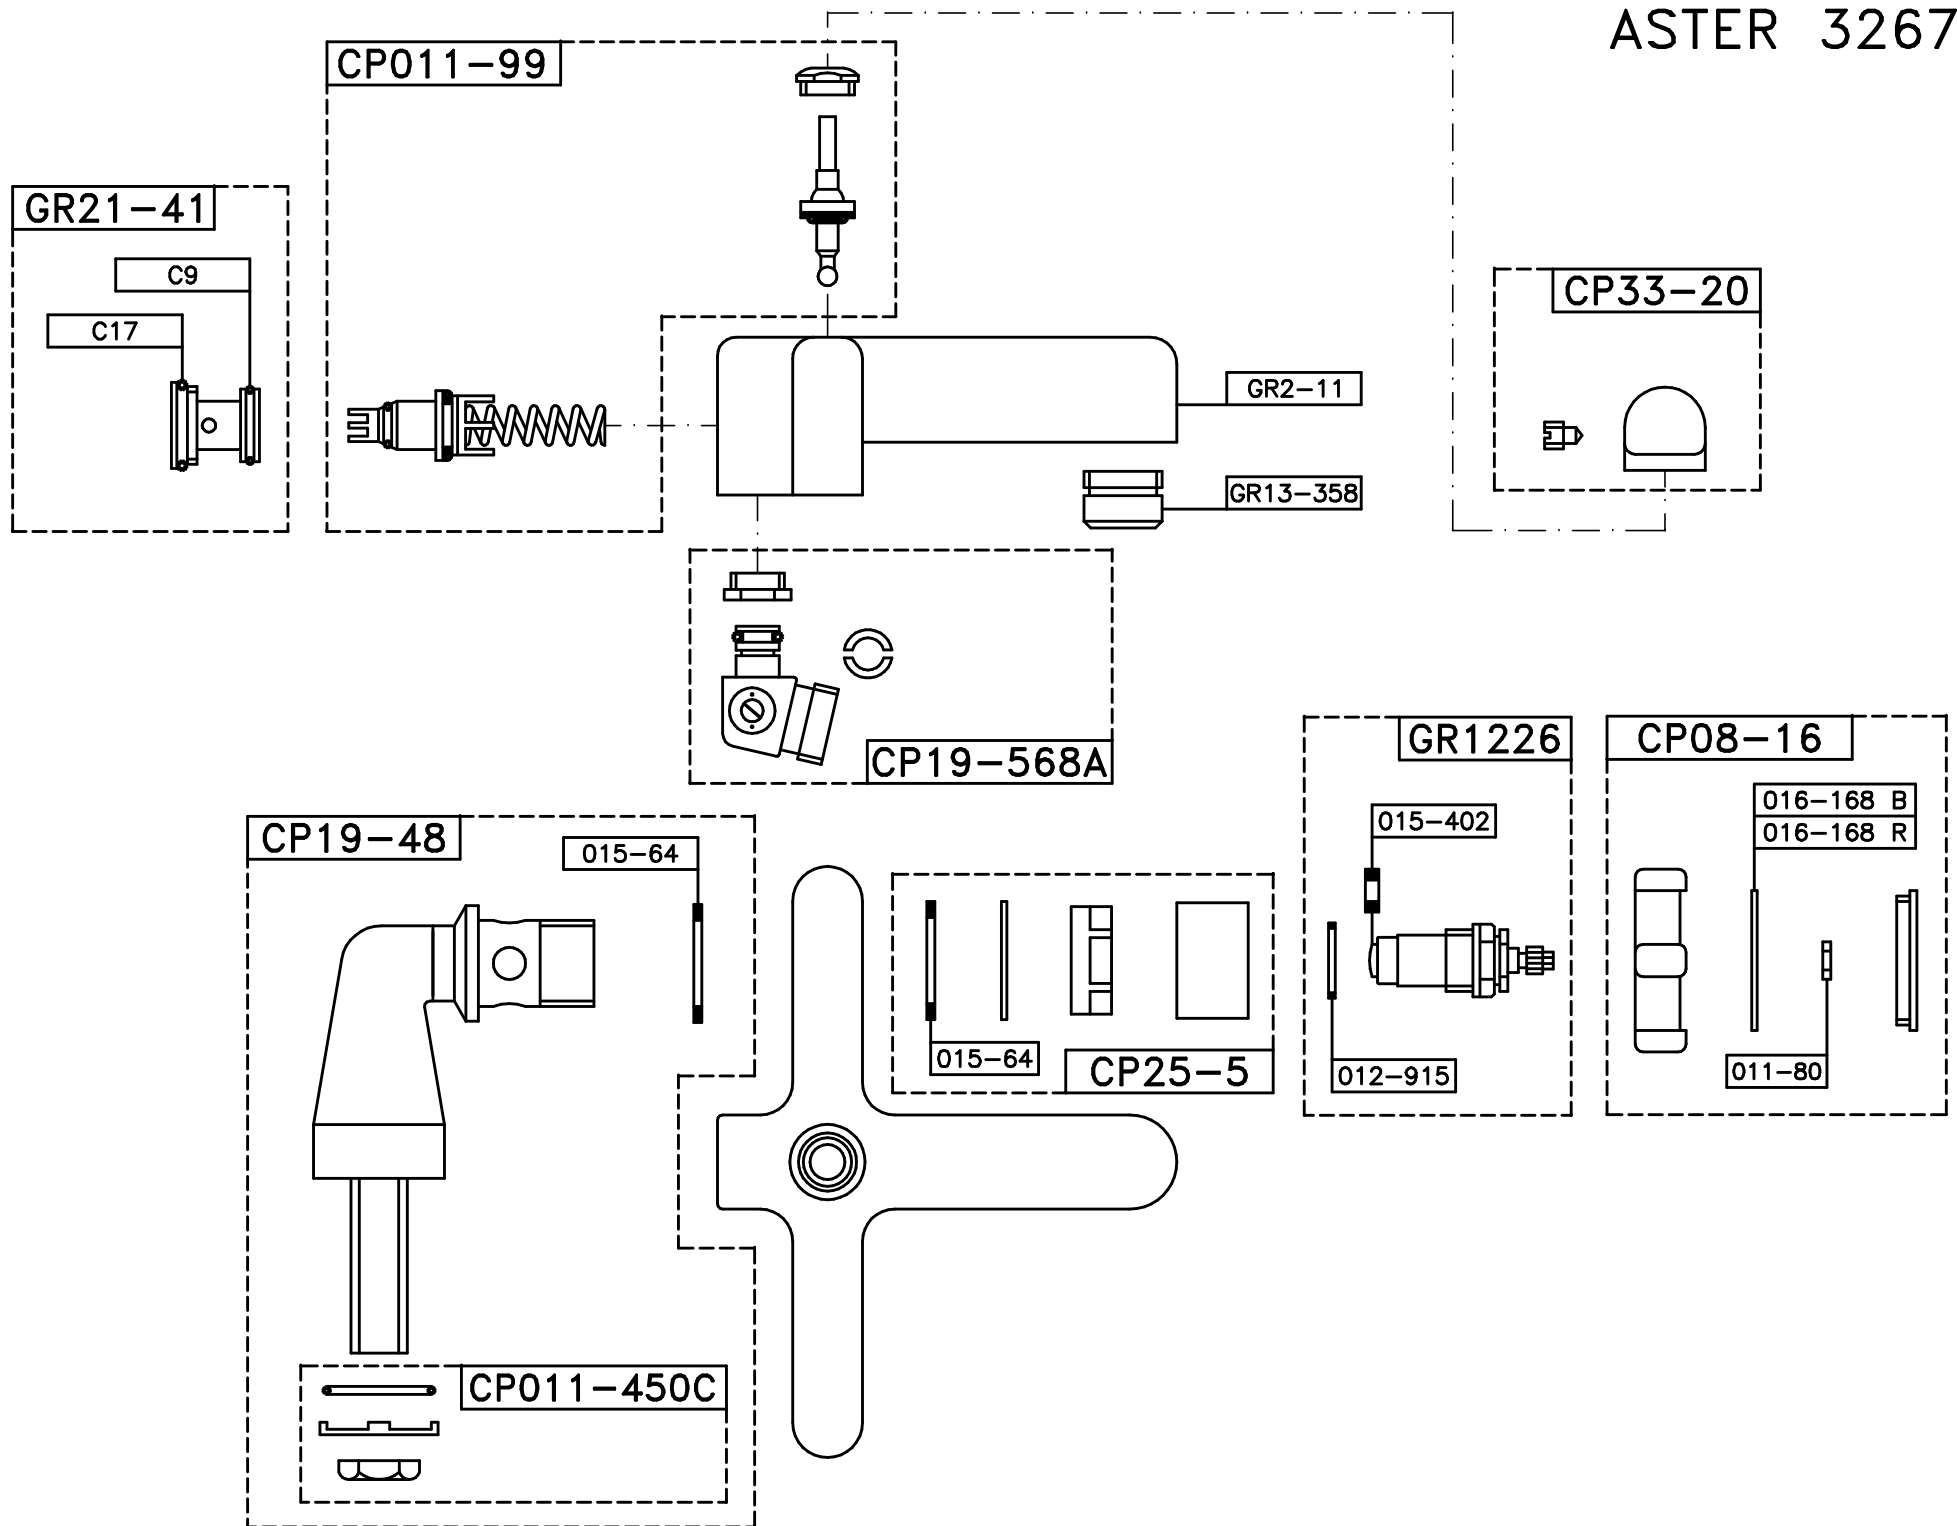 ASTER 3267
CP011-99
GR21-41
C9
C17
CP33-20
GR2-11
GR13-358
CP19-568A
GR1226
CP08-16
015-402
016-168 B
016-168 R
CP19-48
015-64
015-64
CP25-5
012-915
011-80
CP011-450C